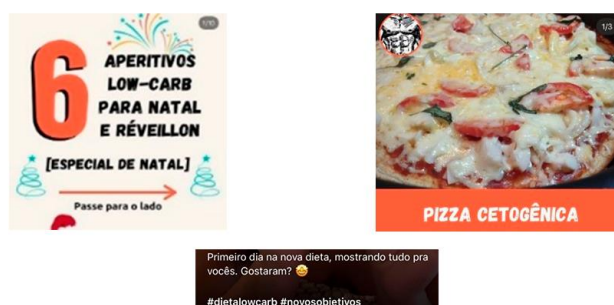 1/10
6
APERITIVOS
LOW-CARB
PARA NATAL
E RÉVEILLON
[ESPECIAL DE NATAL]
Passe para o lado
1/3
PIZZA CETOGÊNICA
Primeiro dia na nova dieta, mostrando tudo pra
vocês. Gostaram? 🤩
#dietalowcarb #novosobjetivos